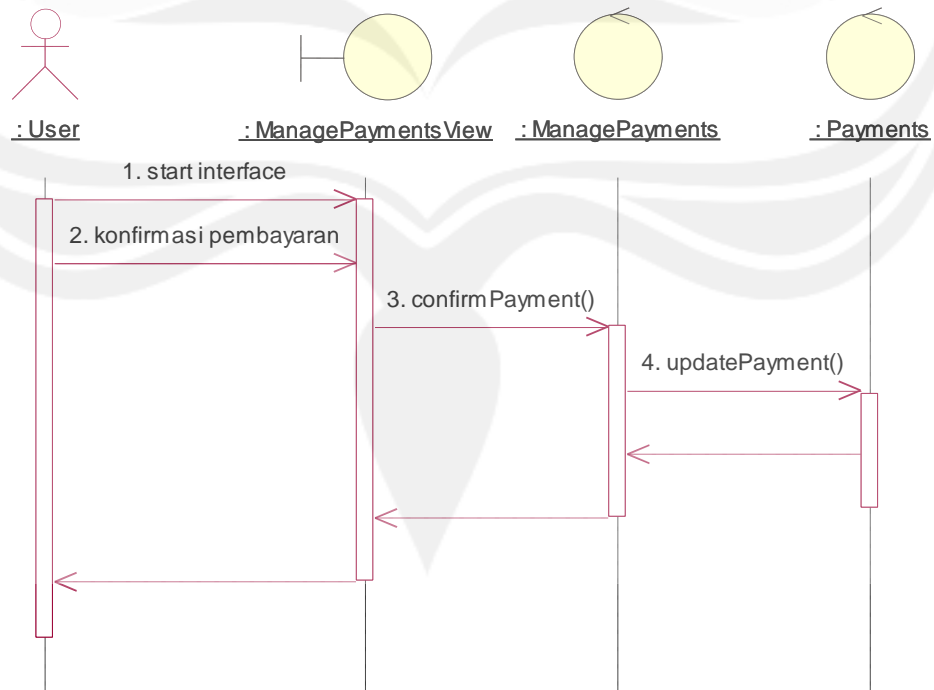 : User
: ManagePaymentsView
: ManagePayments
: Payments
1. start interface
2. konfirmasi pembayaran
3. confirmPayment()
4. updatePayment()